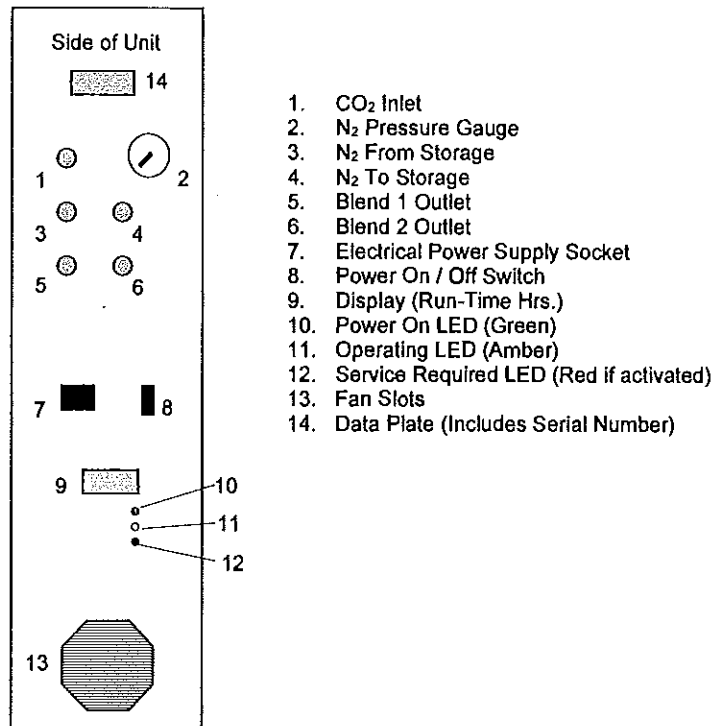 Side of Unit
14
1
2
3
4
5
6
7
8
9
10
11
12
13
1. CO₂ Inlet
2. N₂ Pressure Gauge
3. N₂ From Storage
4. N₂ To Storage
5. Blend 1 Outlet
6. Blend 2 Outlet
7. Electrical Power Supply Socket
8. Power On / Off Switch
9. Display (Run-Time Hrs.)
10. Power On LED (Green)
11. Operating LED (Amber)
12. Service Required LED (Red if activated)
13. Fan Slots
14. Data Plate (Includes Serial Number)